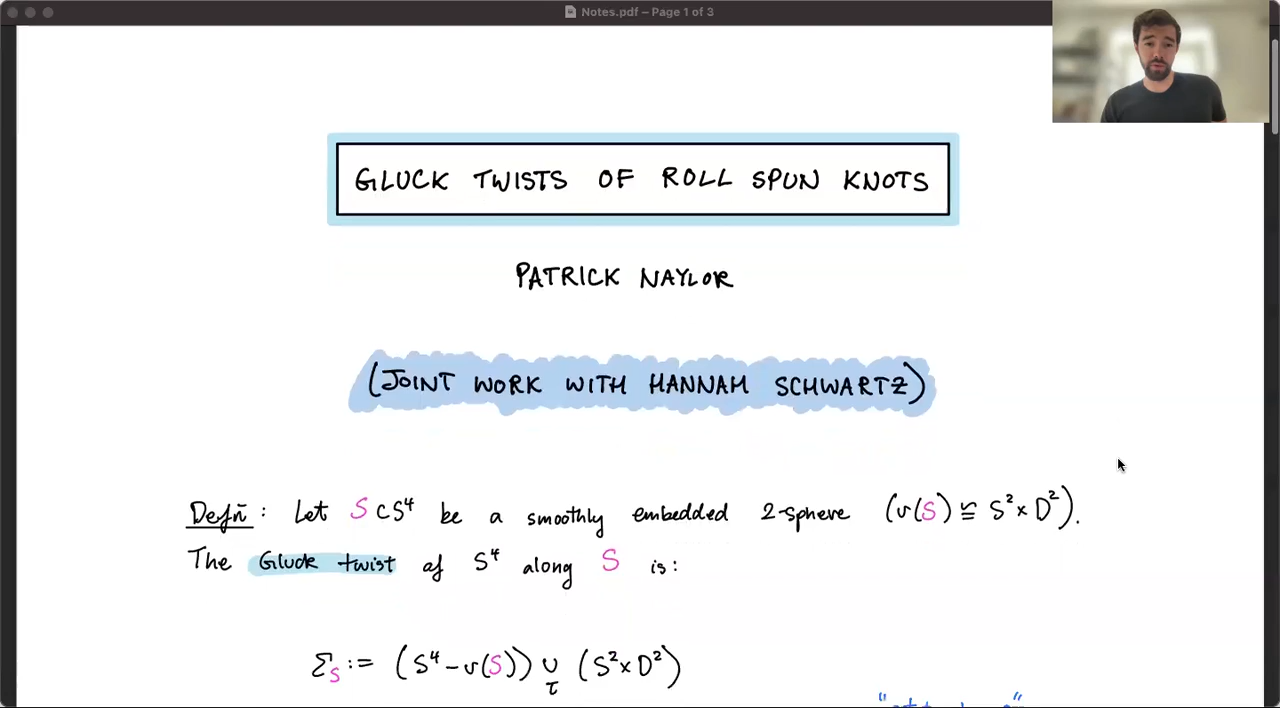 Notes.pdf – Page 1 of 3
GLUCK TWISTS OF ROLL SPUN KNOTS
PATRICK NAYLOR
(JOINT WORK WITH HANNAH SCHWARTZ)
Defñ: Let S ⊂ S⁴ be a smoothly embedded 2-sphere (ν(S) ≅ S²×D²).
The Gluck twist of S⁴ along S is:
Σ_S := (S⁴ – ν(S)) ∪_τ (S²×D²)